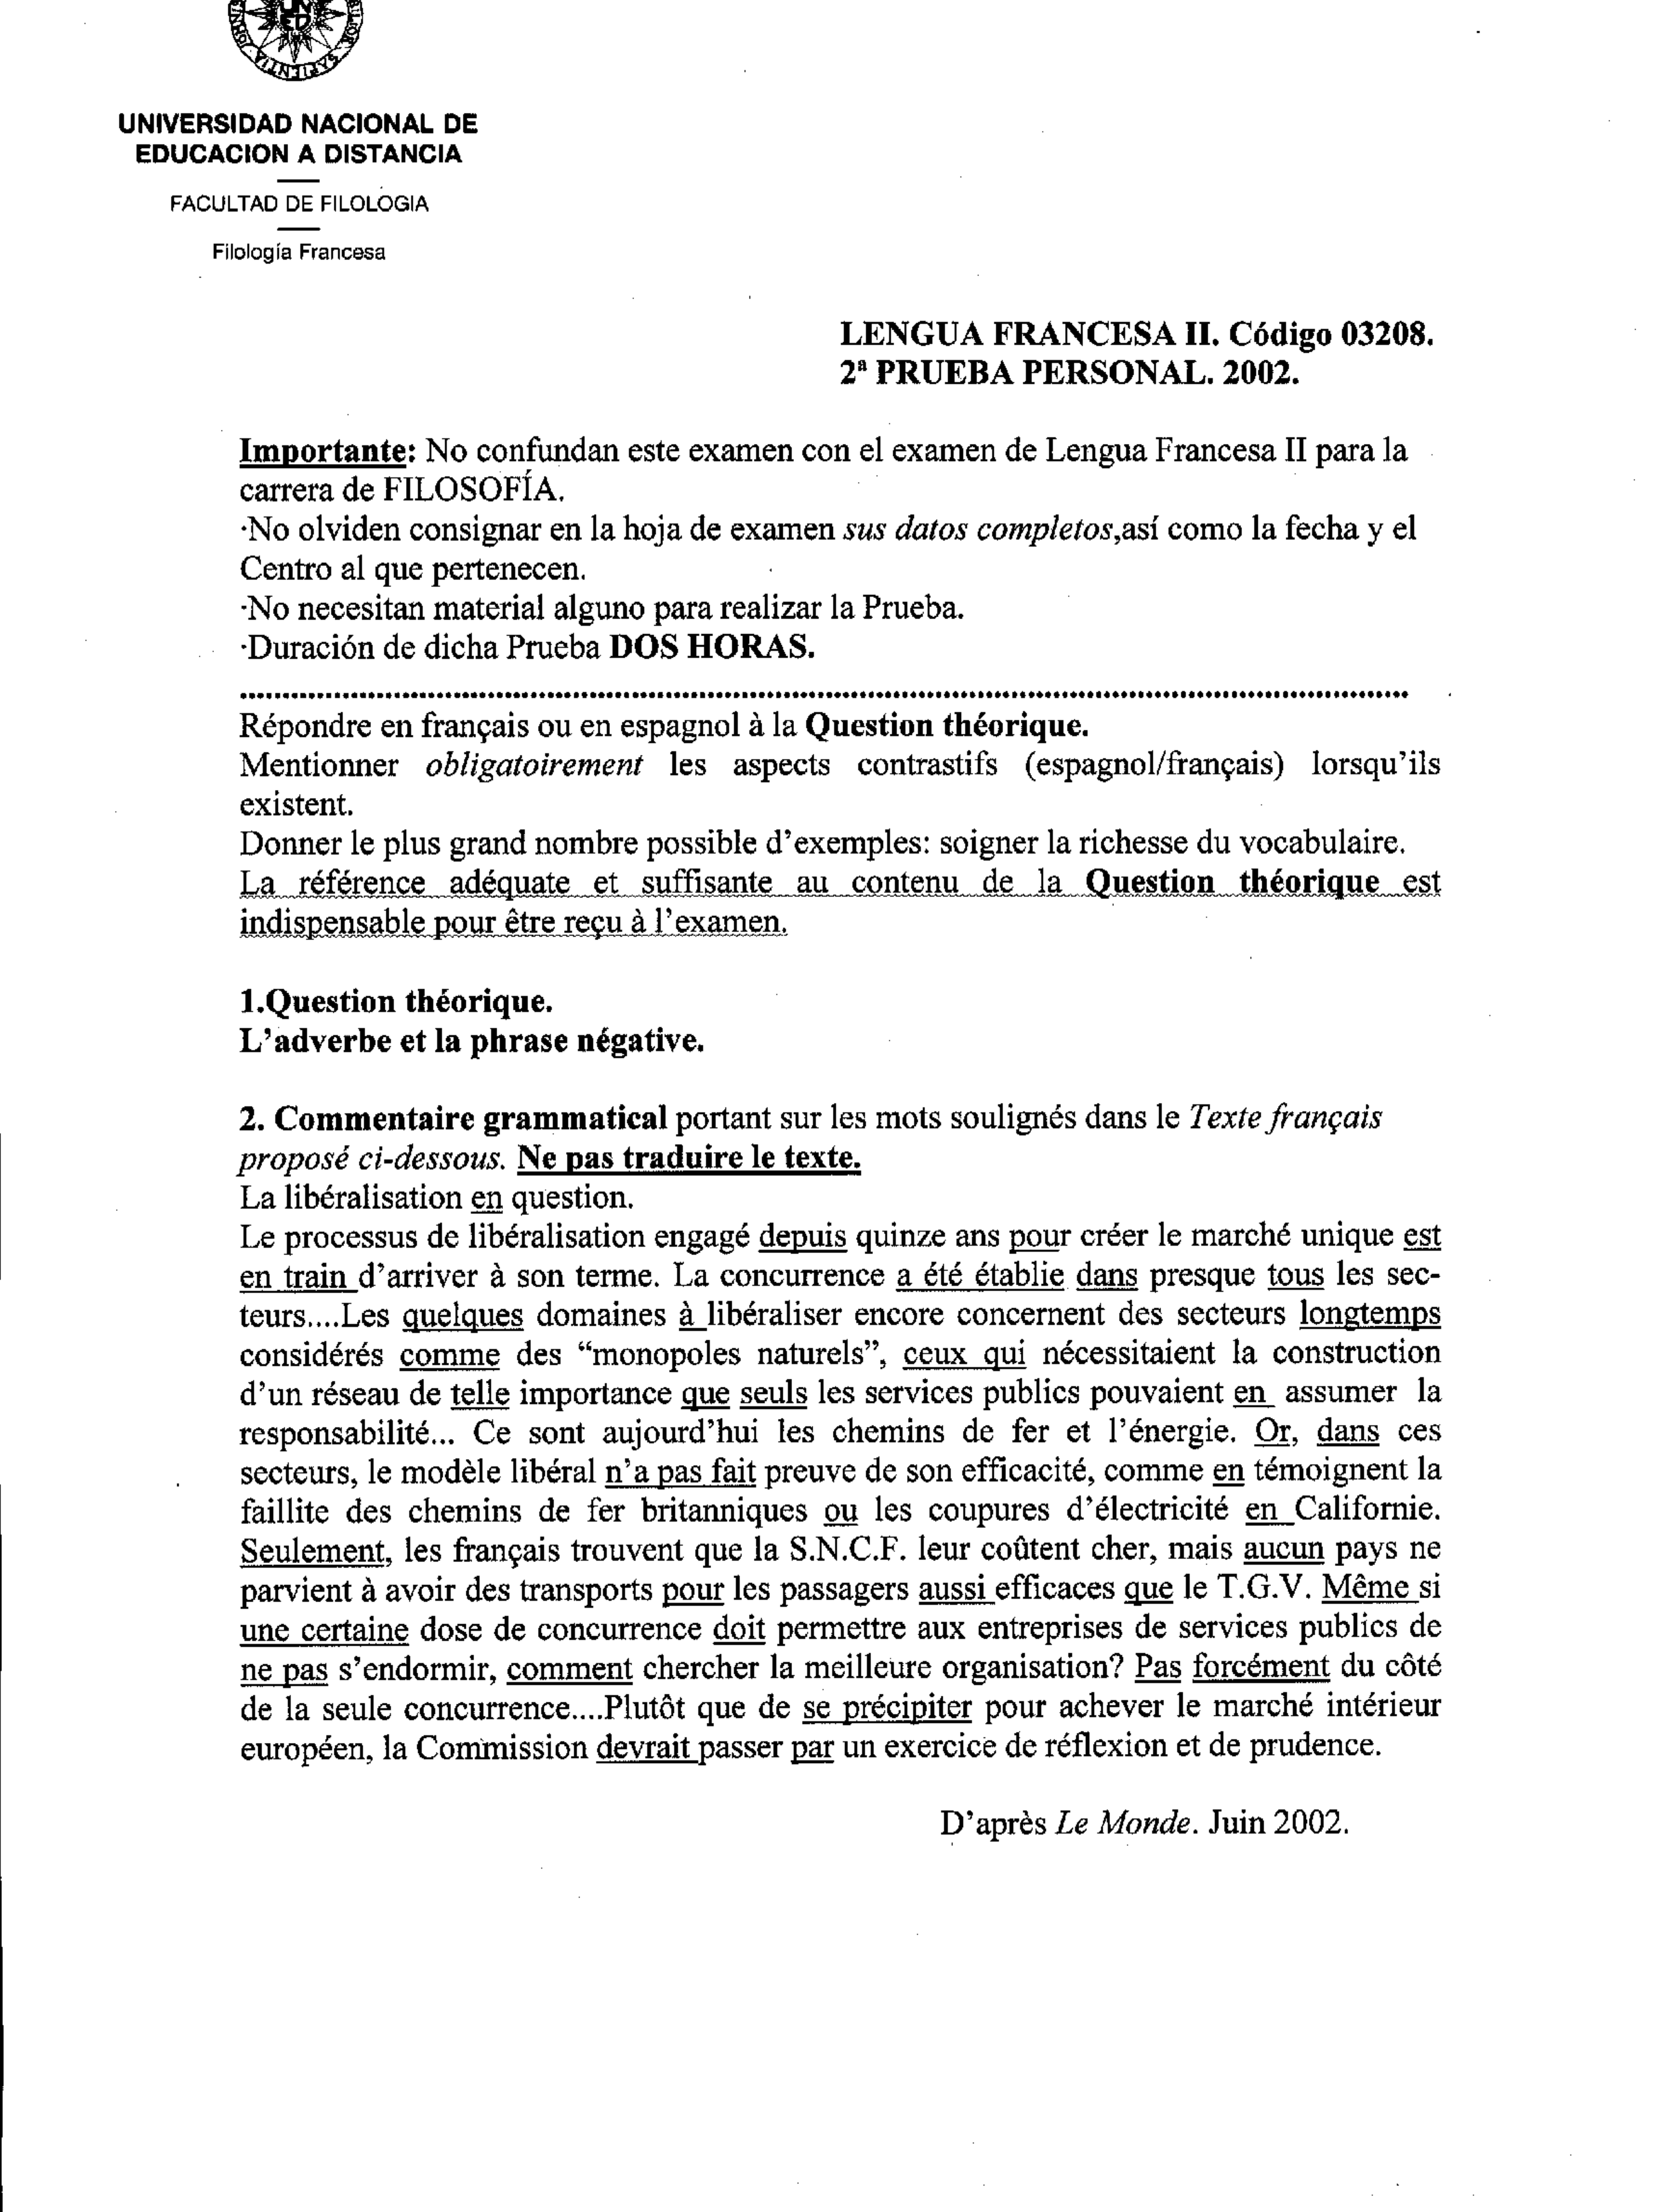 UN
ED
SAPIENTIA
UNIVERSIDAD NACIONAL DE
EDUCACION A DISTANCIA
FACULTAD DE FILOLOGIA
Filología Francesa
LENGUA FRANCESA II. Código 03208.
2ª PRUEBA PERSONAL. 2002.
Importante: No confundan este examen con el examen de Lengua Francesa II para la
carrera de FILOSOFÍA.
·No olviden consignar en la hoja de examen sus datos completos,así como la fecha y el
Centro al que pertenecen.
·No necesitan material alguno para realizar la Prueba.
·Duración de dicha Prueba DOS HORAS.
Répondre en français ou en espagnol à la Question théorique.
Mentionner obligatoirement les aspects contrastifs (espagnol/français) lorsqu'ils
existent.
Donner le plus grand nombre possible d'exemples: soigner la richesse du vocabulaire.
La référence adéquate et suffisante au contenu de la Question théorique est
indispensable pour être reçu à l'examen.
1.Question théorique.
L'adverbe et la phrase négative.
2. Commentaire grammatical portant sur les mots soulignés dans le Texte français
proposé ci-dessous. Ne pas traduire le texte.
La libéralisation en question.
Le processus de libéralisation engagé depuis quinze ans pour créer le marché unique est
en train d'arriver à son terme. La concurrence a été établie dans presque tous les sec-
teurs....Les quelques domaines à libéraliser encore concernent des secteurs longtemps
considérés comme des "monopoles naturels", ceux qui nécessitaient la construction
d'un réseau de telle importance que seuls les services publics pouvaient en assumer la
responsabilité... Ce sont aujourd'hui les chemins de fer et l'énergie. Or, dans ces
secteurs, le modèle libéral n'a pas fait preuve de son efficacité, comme en témoignent la
faillite des chemins de fer britanniques ou les coupures d'électricité en Californie.
Seulement, les français trouvent que la S.N.C.F. leur coûtent cher, mais aucun pays ne
parvient à avoir des transports pour les passagers aussi efficaces que le T.G.V. Même si
une certaine dose de concurrence doit permettre aux entreprises de services publics de
ne pas s'endormir, comment chercher la meilleure organisation? Pas forcément du côté
de la seule concurrence....Plutôt que de se précipiter pour achever le marché intérieur
européen, la Commission devrait passer par un exercice de réflexion et de prudence.
D'après Le Monde. Juin 2002.